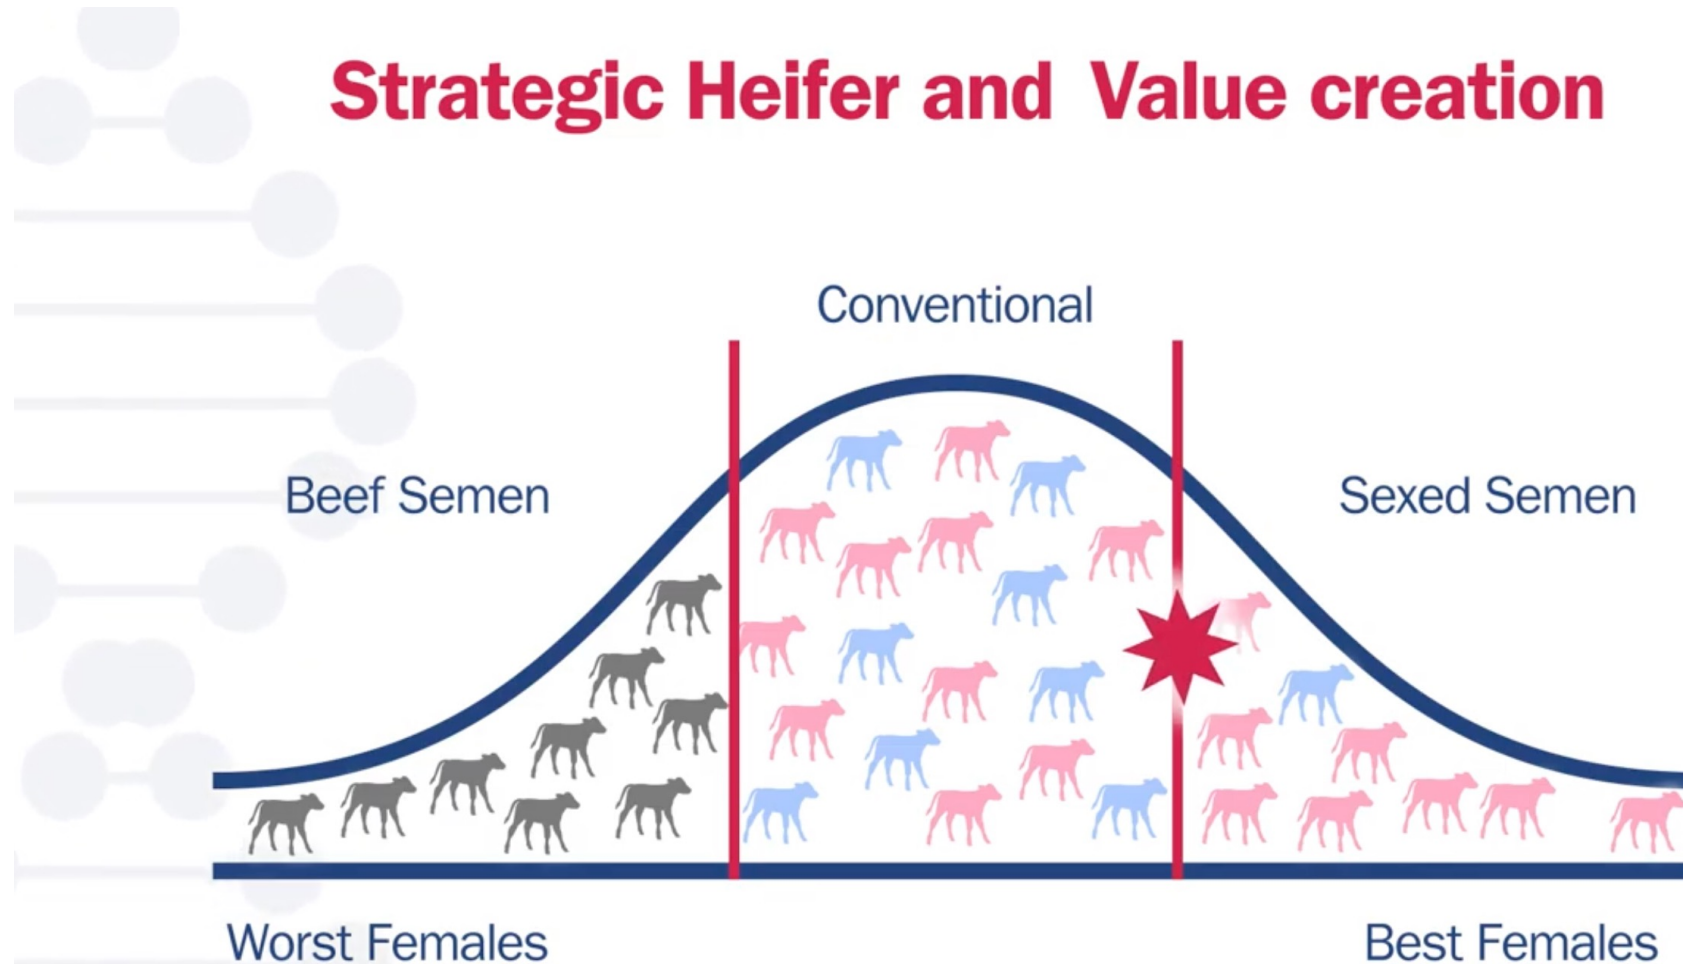 Strategic Heifer and Value creation
Conventional
Beef Semen
Sexed Semen
Worst Females
Best Females